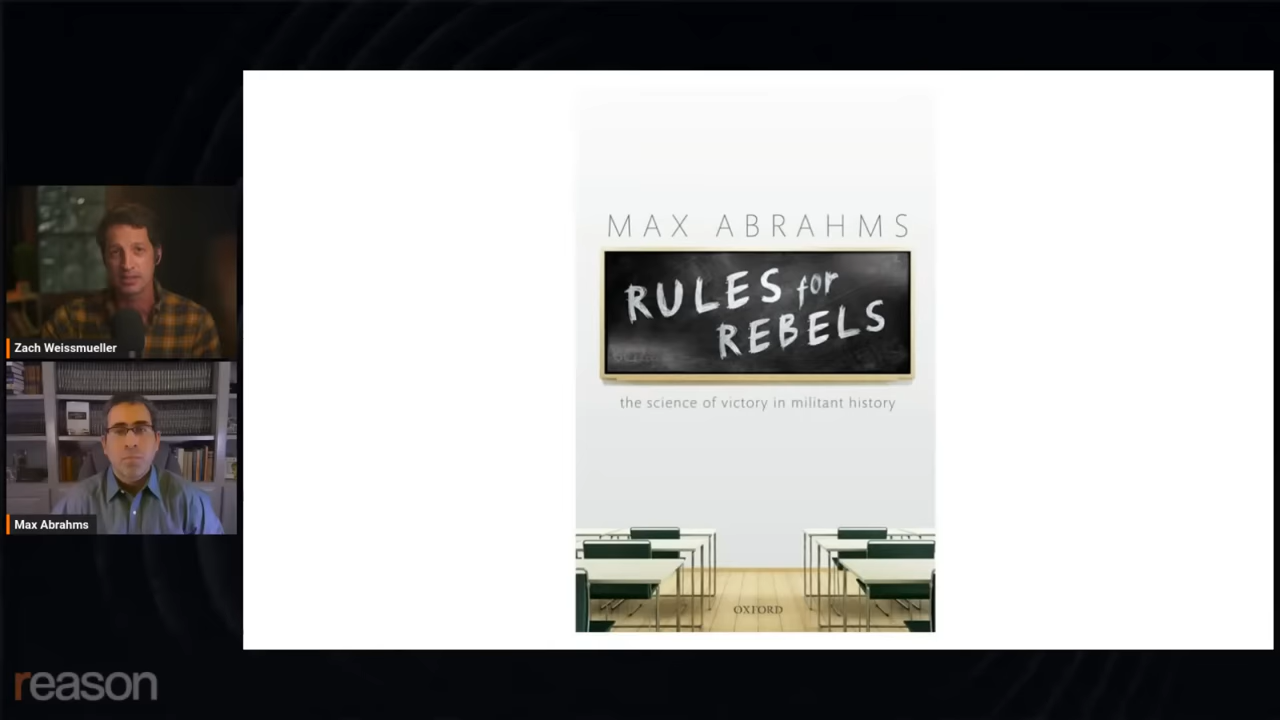 MAX ABRAHMS
RULES for
REBELS
the science of victory in militant history
OXFORD
Zach Weissmueller
Max Abrahms
reason